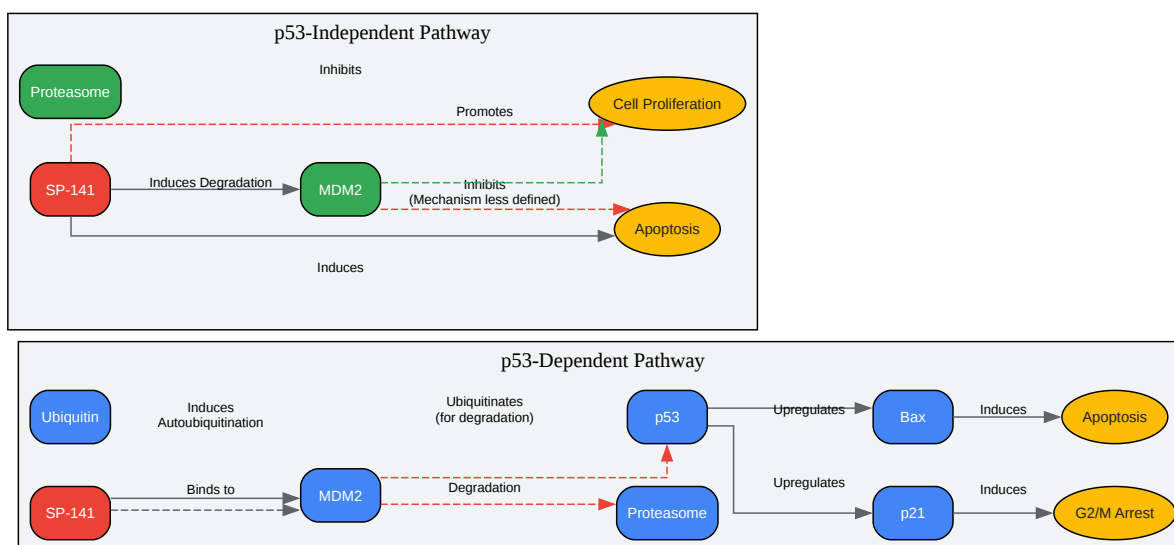 p53-Independent Pathway
Inhibits
Proteasome
Cell Proliferation
Promotes
SP-141
Induces Degradation
MDM2
Inhibits
(Mechanism less defined)
Apoptosis
Induces
p53-Dependent Pathway
Ubiquitin
Induces
Autoubiquitination
Ubiquitinates
(for degradation)
p53
Upregulates
Bax
Induces
Apoptosis
SP-141
Binds to
MDM2
Degradation
Proteasome
Upregulates
p21
Induces
G2/M Arrest